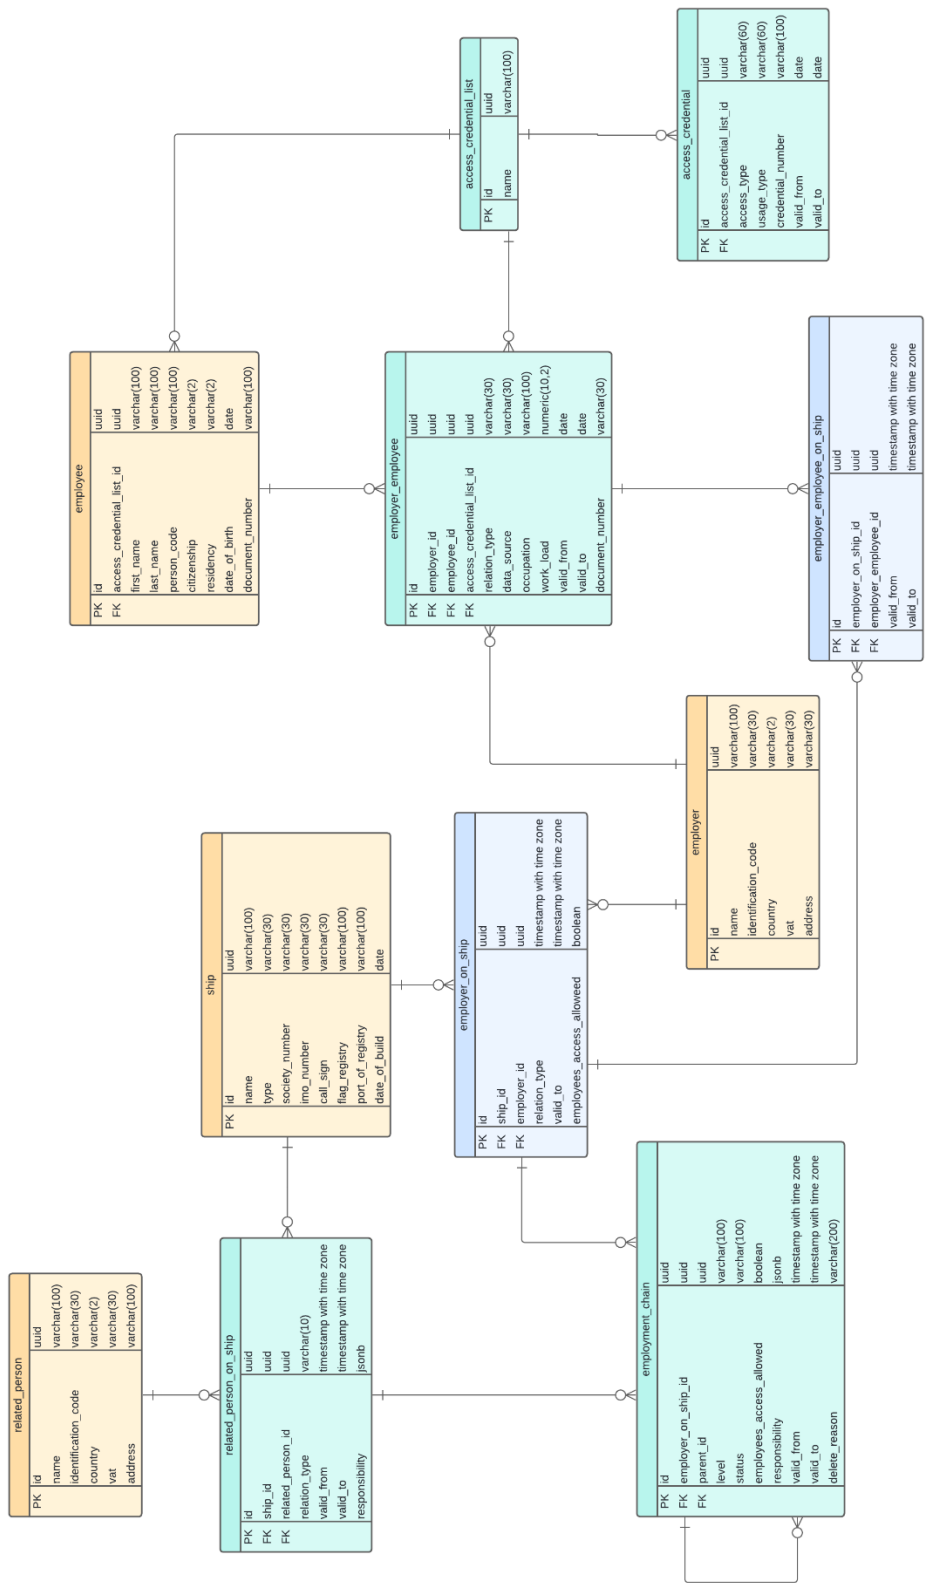 related_person
PK id uuid
name varchar(100)
identification_code varchar(30)
country varchar(2)
vat varchar(30)
address varchar(100)
employee
PK id uuid
FK access_credential_list_id uuid
first_name varchar(100)
last_name varchar(100)
person_code varchar(100)
citizenship varchar(2)
residency varchar(2)
date_of_birth date
document_number varchar(100)
ship
PK id uuid
name varchar(100)
type varchar(30)
society_number varchar(30)
imo_number varchar(30)
call_sign varchar(30)
flag_registry varchar(100)
port_of_registry varchar(100)
date_of_build date
related_person_on_ship
PK id uuid
FK ship_id uuid
FK related_person_id uuid
relation_type varchar(10)
valid_from timestamp with time zone
valid_to timestamp with time zone
responsibility jsonb
employer_employee
PK id uuid
FK employer_id uuid
FK employee_id uuid
FK access_credential_list_id uuid
relation_type varchar(30)
data_source varchar(30)
occupation varchar(100)
work_load numeric(10,2)
valid_from date
valid_to date
document_number varchar(30)
employer_on_ship
PK id uuid
FK ship_id uuid
FK employer_id uuid
relation_type timestamp with time zone
valid_to timestamp with time zone
employees_access_alloweed boolean
access_credential_list
PK id uuid
name varchar(100)
employment_chain
PK id uuid
FK employer_on_ship_id uuid
FK parent_id uuid
level varchar(100)
status varchar(100)
employees_access_allowed boolean
responsibility jsonb
valid_from timestamp with time zone
valid_to timestamp with time zone
delete_reason varchar(200)
employer
PK id uuid
name varchar(100)
identification_code varchar(30)
country varchar(2)
vat varchar(30)
address varchar(30)
access_credential
PK id uuid
FK access_credential_list_id uuid
access_type varchar(60)
usage_type varchar(60)
credential_number varchar(100)
valid_from date
valid_to date
employer_employee_on_ship
PK id uuid
FK employer_on_ship_id uuid
FK employer_employee_id uuid
valid_from timestamp with time zone
valid_to timestamp with time zone